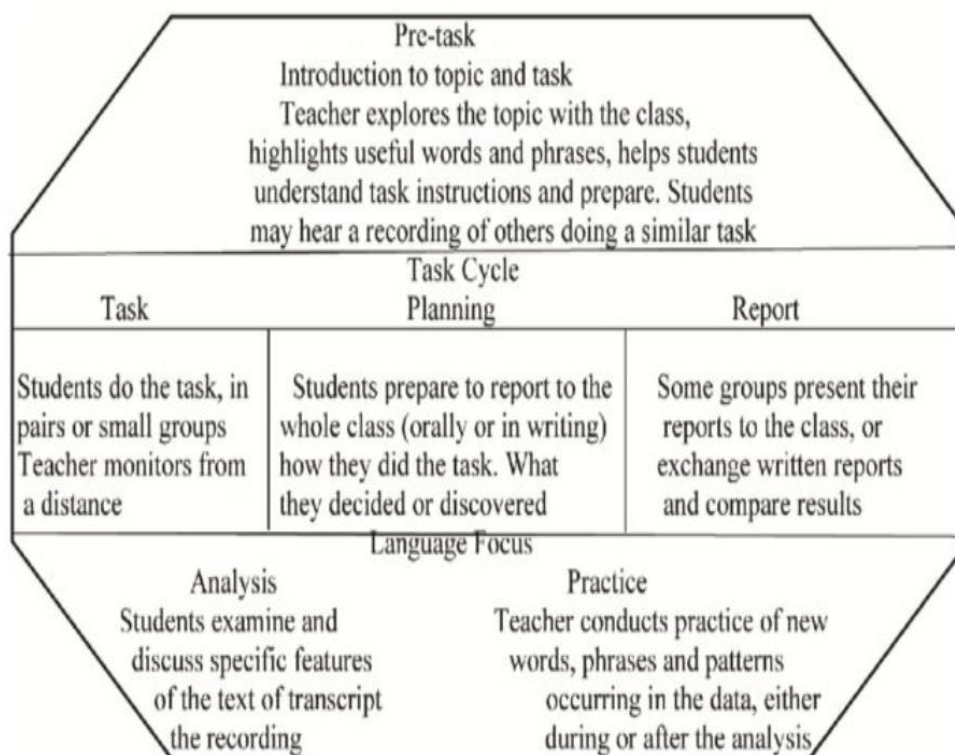 Pre-task
Introduction to topic and task
Teacher explores the topic with the class,
highlights useful words and phrases, helps students
understand task instructions and prepare. Students
may hear a recording of others doing a similar task
Task Cycle
Task
Planning
Report
Students do the task, in
pairs or small groups
Teacher monitors from
a distance
Students prepare to report to the
whole class (orally or in writing)
how they did the task. What
they decided or discovered
Some groups present their
reports to the class, or
exchange written reports
and compare results
Language Focus
Analysis
Students examine and
discuss specific features
of the text of transcript
the recording
Practice
Teacher conducts practice of new
words, phrases and patterns
occurring in the data, either
during or after the analysis